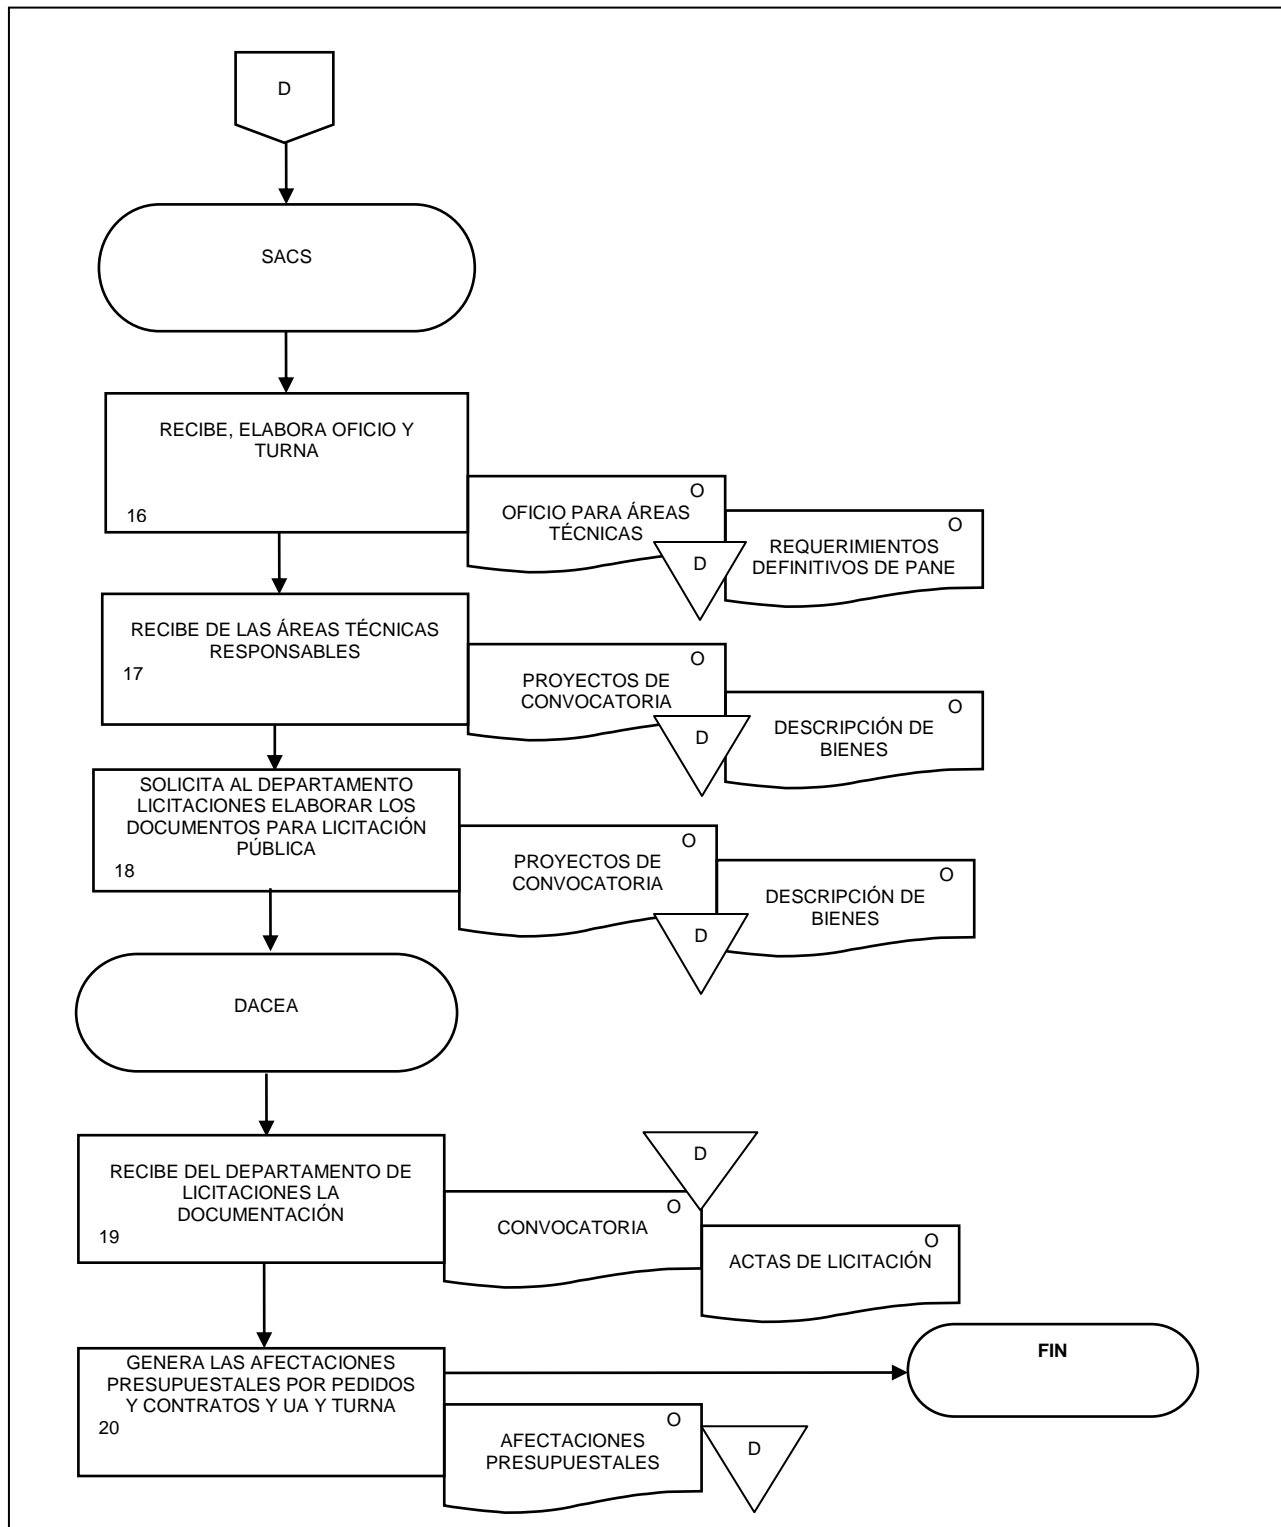 D
SACS
RECIBE, ELABORA OFICIO Y
TURNA
16
O
OFICIO PARA ÁREAS
TÉCNICAS
D
O
REQUERIMIENTOS
DEFINITIVOS DE PANE
RECIBE DE LAS ÁREAS TÉCNICAS
RESPONSABLES
17
O
PROYECTOS DE
CONVOCATORIA
D
O
DESCRIPCIÓN DE
BIENES
SOLICITA AL DEPARTAMENTO
LICITACIONES ELABORAR LOS
DOCUMENTOS PARA LICITACIÓN
PÚBLICA
18
O
PROYECTOS DE
CONVOCATORIA
D
O
DESCRIPCIÓN DE
BIENES
DACEA
RECIBE DEL DEPARTAMENTO DE
LICITACIONES LA
DOCUMENTACIÓN
19
D
O
CONVOCATORIA
O
ACTAS DE LICITACIÓN
GENERA LAS AFECTACIONES
PRESUPUESTALES POR PEDIDOS
Y CONTRATOS Y UA Y TURNA
20
FIN
O
AFECTACIONES
PRESUPUESTALES
D